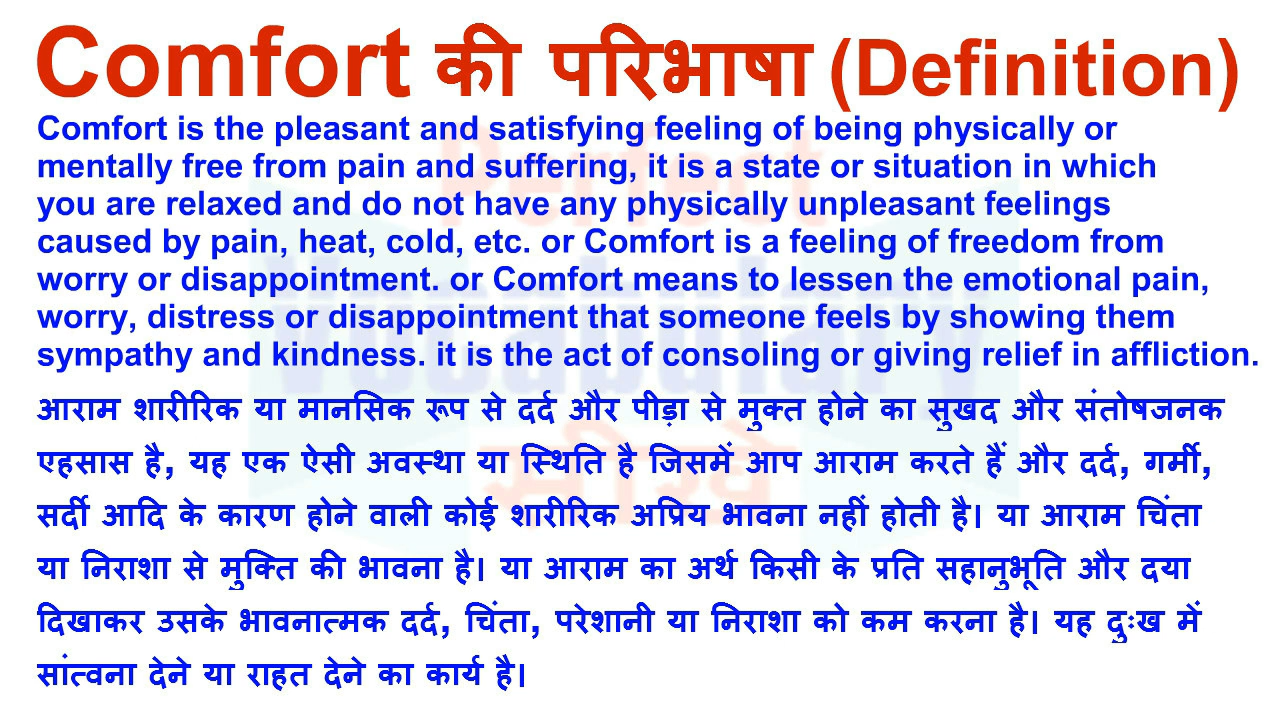 Comfort की परिभाषा (Definition)
Comfort is the pleasant and satisfying feeling of being physically or
mentally free from pain and suffering, it is a state or situation in which
you are relaxed and do not have any physically unpleasant feelings
caused by pain, heat, cold, etc. or Comfort is a feeling of freedom from
worry or disappointment. or Comfort means to lessen the emotional pain,
worry, distress or disappointment that someone feels by showing them
sympathy and kindness. it is the act of consoling or giving relief in affliction.
आराम शारीरिक या मानसिक रूप से दर्द और पीड़ा से मुक्त होने का सुखद और संतोषजनक
एहसास है, यह एक ऐसी अवस्था या स्थिति है जिसमें आप आराम करते हैं और दर्द, गर्मी,
सर्दी आदि के कारण होने वाली कोई शारीरिक अप्रिय भावना नहीं होती है। या आराम चिंता
या निराशा से मुक्ति की भावना है। या आराम का अर्थ किसी के प्रति सहानुभूति और दया
दिखाकर उसके भावनात्मक दर्द, चिंता, परेशानी या निराशा को कम करना है। यह दुःख में
सांत्वना देने या राहत देने का कार्य है।
Perfect
Vocabulary
सीखें